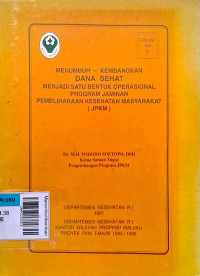 MENUMBUH - KEMBANGKAN
DANA SEHAT
MENJADI SATU BENTUK OPERASIONAL
PROGRAM JAMINAN
PEMELIHARAAN KESEHATAN MASYARAKAT
( JPKM )
Dr. W.H. WIDODO SOETOPO, DPH
Ketua Satuan Tugas
Pengembangan Program JPKM
DEPARTEMEN KESEHATAN R.I.
DEPARTEMEN KESEHATAN R.I.
KANTOR WILAYAH PROPINSI MALUKU
PROYEK PKM TAHUN 1995 / 1996
MALUKU